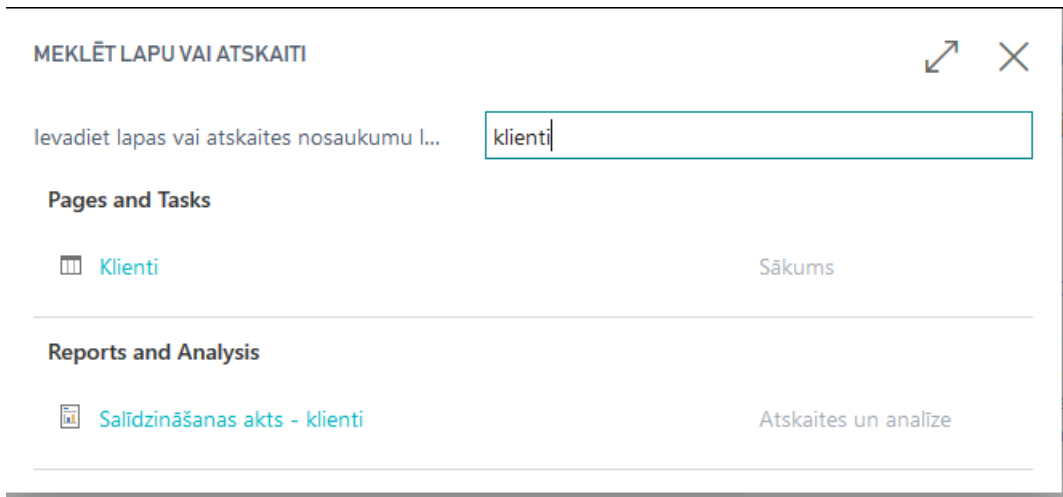 MEKLĒT LAPU VAI ATSKAITI
Ievadiet lapas vai atskaites nosaukumu l... klienti
Pages and Tasks
Klienti Sākums
Reports and Analysis
Salīdzināšanas akts - klienti Atskaites un analīze